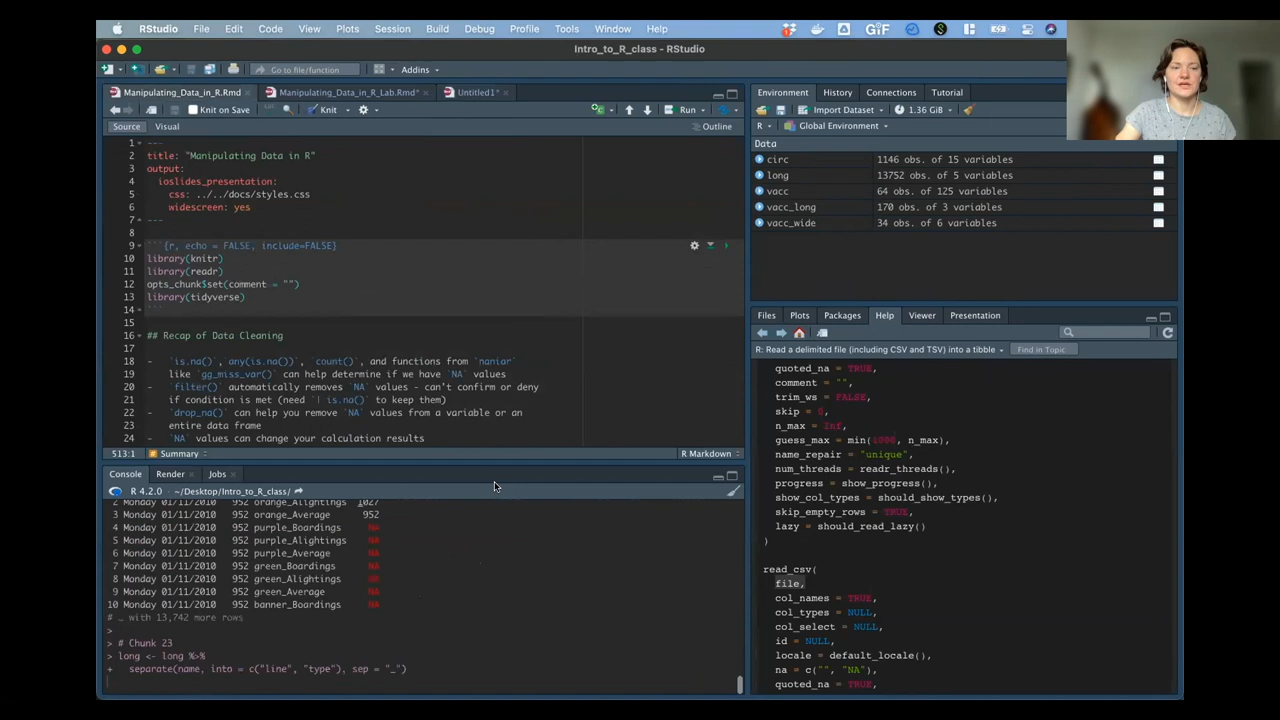 RStudio File Edit Code View Plots Session Build Debug Profile Tools Window Help GiF
Intro_to_R_class - RStudio
Go to file/function Addins
Manipulating_Data_in_R.Rmd Manipulating_Data_in_R_Lab.Rmd* Untitled1*
Knit on Save Knit Run
Source Visual Outline
1 ---
2 title: "Manipulating Data in R"
3 output:
4 ioslides_presentation:
5 css: ../../docs/styles.css
6 widescreen: yes
7 ---
8
9 ```{r, echo = FALSE, include=FALSE}
10 library(knitr)
11 library(readr)
12 opts_chunk$set(comment = "")
13 library(tidyverse)
14 ```
15
16 ## Recap of Data Cleaning
17
18 - `is.na()`, any(is.na())`, `count()`, and functions from `naniar`
19 like `gg_miss_var()` can help determine if we have `NA` values
20 - `filter()` automatically removes `NA` values - can't confirm or deny
21 if condition is met (need `| is.na()` to keep them)
22 - `drop_na()` can help you remove `NA` values from a variable or an
23 entire data frame
24 - `NA` values can change your calculation results
513:1 Summary R Markdown
Console Render Jobs
R 4.2.0 · ~/Desktop/Intro_to_R_class/
2 Monday 01/11/2010 952 orange_Alightings 1027
3 Monday 01/11/2010 952 orange_Average 952
4 Monday 01/11/2010 952 purple_Boardings NA
5 Monday 01/11/2010 952 purple_Alightings NA
6 Monday 01/11/2010 952 purple_Average NA
7 Monday 01/11/2010 952 green_Boardings NA
8 Monday 01/11/2010 952 green_Alightings NA
9 Monday 01/11/2010 952 green_Average NA
10 Monday 01/11/2010 952 banner_Boardings NA
# … with 13,742 more rows
>
> # Chunk 23
> long <- long %>%
+ separate(name, into = c("line", "type"), sep = "_")
Environment History Connections Tutorial
Import Dataset 1.36 GiB
R Global Environment
Data
circ 1146 obs. of 15 variables
long 13752 obs. of 5 variables
vacc 64 obs. of 125 variables
vacc_long 170 obs. of 3 variables
vacc_wide 34 obs. of 6 variables
Files Plots Packages Help Viewer Presentation
R: Read a delimited file (including CSV and TSV) into a tibble Find in Topic
quoted_na = TRUE,
comment = "",
trim_ws = FALSE,
skip = 0,
n_max = Inf,
guess_max = min(1000, n_max),
name_repair = "unique",
num_threads = readr_threads(),
progress = show_progress(),
show_col_types = should_show_types(),
skip_empty_rows = TRUE,
lazy = should_read_lazy()
)
read_csv(
file,
col_names = TRUE,
col_types = NULL,
col_select = NULL,
id = NULL,
locale = default_locale(),
na = c("", "NA"),
quoted_na = TRUE,